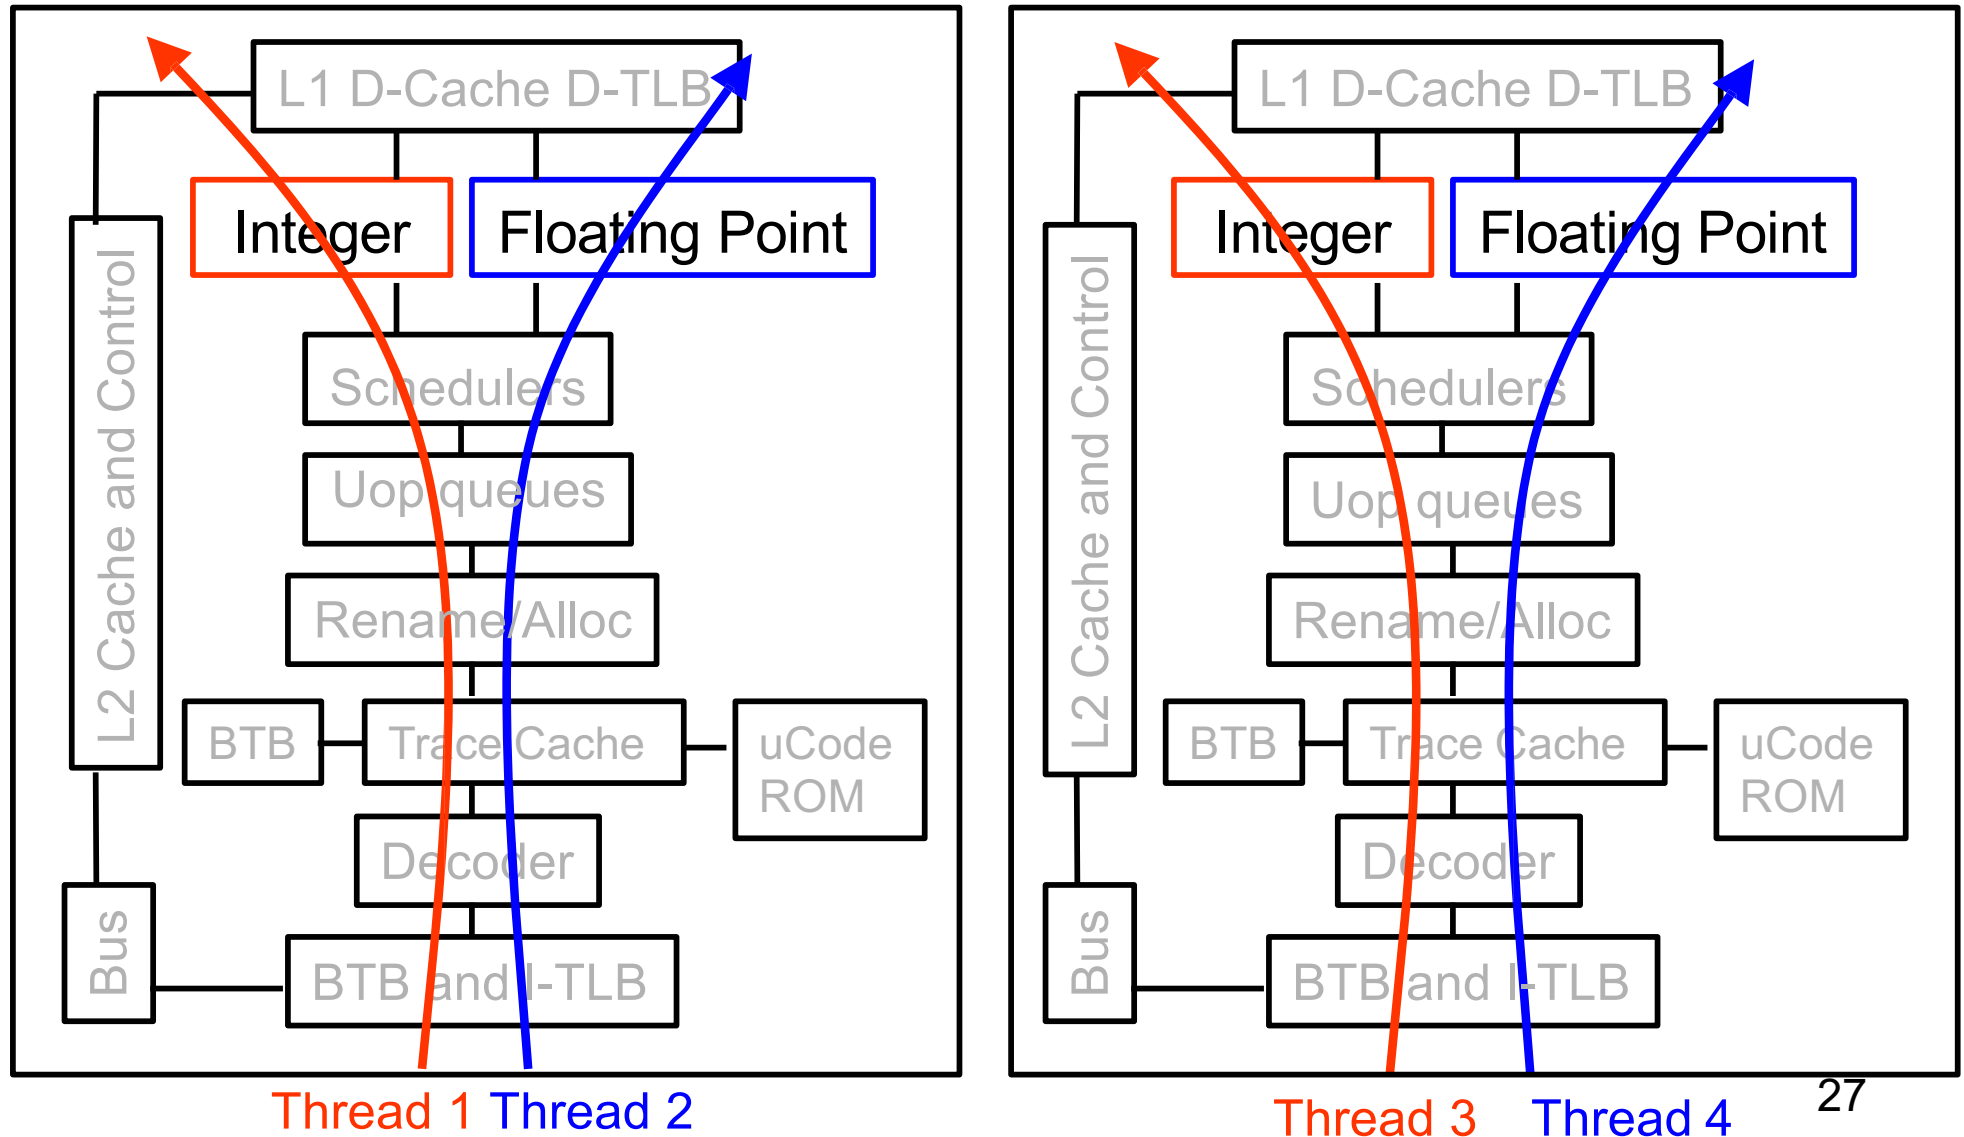 L1 D-Cache D-TLB
Integer
Floating Point
L2 Cache and Control
Schedulers
Uop queues
Rename/Alloc
BTB
Trace Cache
uCode
ROM
Decoder
Bus
BTB and I-TLB
Thread 1
Thread 2
L1 D-Cache D-TLB
Integer
Floating Point
L2 Cache and Control
Schedulers
Uop queues
Rename/Alloc
BTB
Trace Cache
uCode
ROM
Decoder
Bus
BTB and I-TLB
Thread 3
Thread 4
27